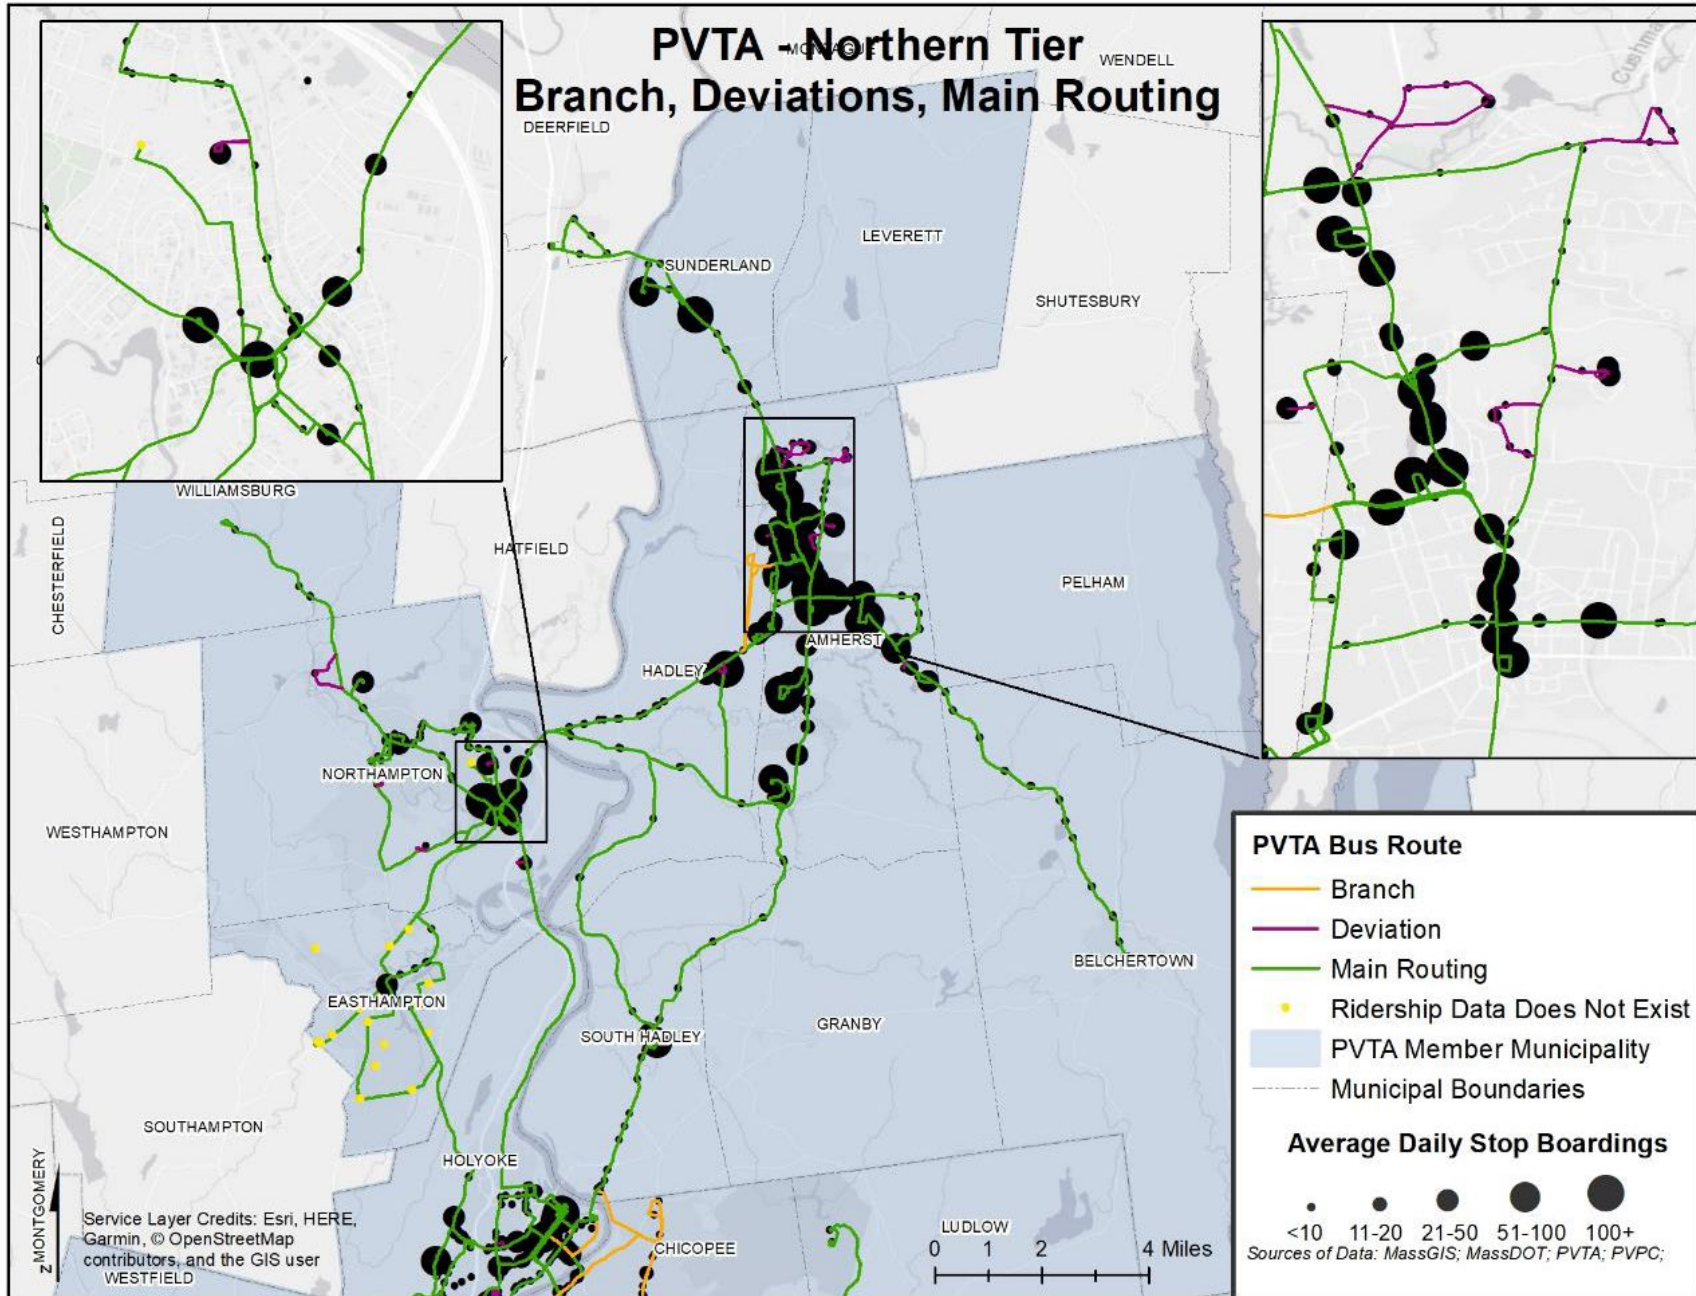 PVTA - Northern Tier
Branch, Deviations, Main Routing
WENDELL
DEERFIELD
Cushma
LEVERETT
SUNDERLAND
SHUTESBURY
WILLIAMSBURG
CHESTERFIELD
HATFIELD
PELHAM
AMHERST
HADLEY
NORTHAMPTON
WESTHAMPTON
BELCHERTOWN
EASTHAMPTON
SOUTH HADLEY
GRANBY
SOUTHAMPTON
HOLYOKE
MONTGOMERY
LUDLOW
CHICOPEE
WESTFIELD
Service Layer Credits: Esri, HERE,
Garmin, © OpenStreetMap
contributors, and the GIS user
N
0 1 2 4 Miles
PVTA Bus Route
Branch
Deviation
Main Routing
Ridership Data Does Not Exist
PVTA Member Municipality
Municipal Boundaries
Average Daily Stop Boardings
<10 11-20 21-50 51-100 100+
Sources of Data: MassGIS; MassDOT; PVTA; PVPC;